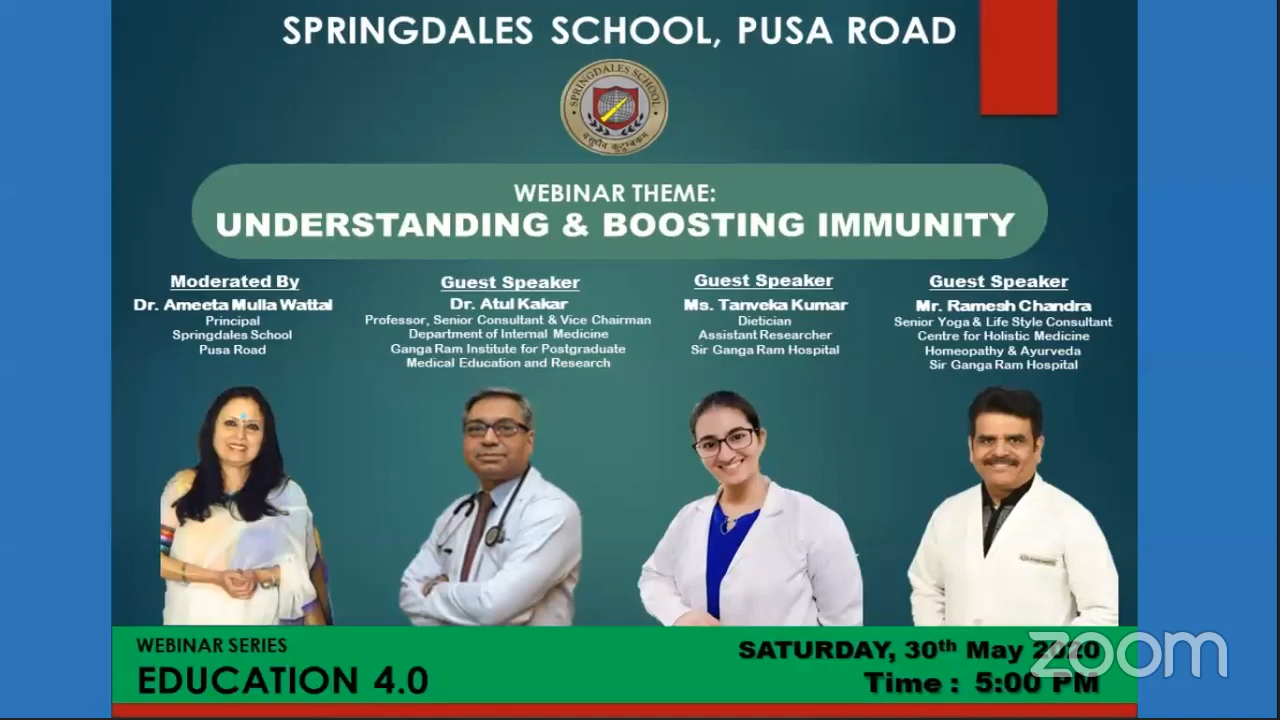 SPRINGDALES SCHOOL, PUSA ROAD
SPRINGDALES SCHOOL
वसुधैव कुटुम्बकम
WEBINAR THEME:
UNDERSTANDING & BOOSTING IMMUNITY
Moderated By
Dr. Ameeta Mulla Wattal
Principal
Springdales School
Pusa Road
Guest Speaker
Dr. Atul Kakar
Professor, Senior Consultant & Vice Chairman
Department of Internal Medicine
Ganga Ram Institute for Postgraduate
Medical Education and Research
Guest Speaker
Ms. Tanveka Kumar
Dietician
Assistant Researcher
Sir Ganga Ram Hospital
Guest Speaker
Mr. Ramesh Chandra
Senior Yoga & Life Style Consultant
Centre for Holistic Medicine
Homeopathy & Ayurveda
Sir Ganga Ram Hospital
WEBINAR SERIES
EDUCATION 4.0
SATURDAY, 30th May 2020
Time : 5:00 PM
zoom